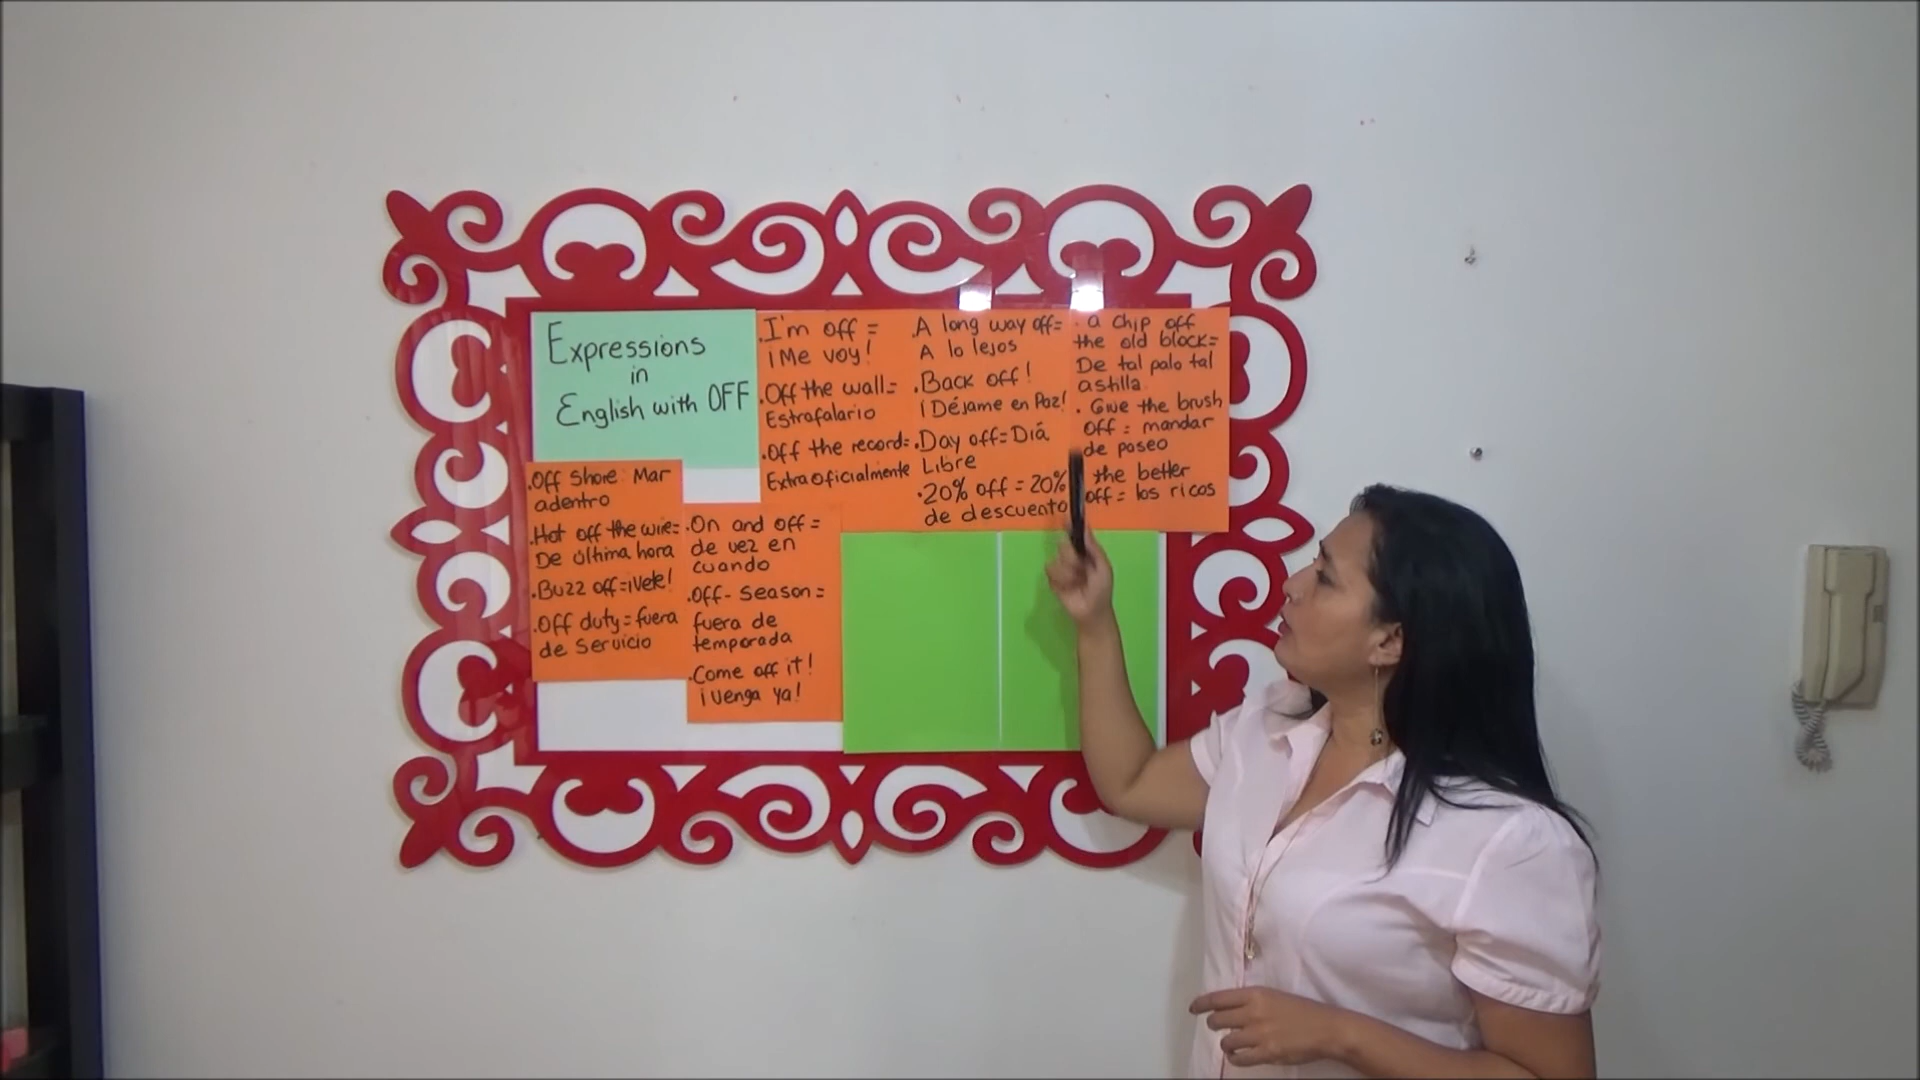 Expressions
in
English with OFF
.I'm off =
¡Me voy!
.Off the wall=
Estrafalario
.Off the record=
Extraoficialmente
.A long way off=
A lo lejos
.Back off!
¡Déjame en Paz!
.Day off=Diá
Libre
.20% off = 20%
de descuento
. a chip off
the old block=
De tal palo tal
astilla
. Give the brush
off = mandar
de paseo
the better
off= los ricos
.Off Shore: Mar
adentro
.Hot off the wire=
De última hora
.Buzz off=¡Vete!
.Off duty=fuera
de Servicio
.On and off =
de vez en
cuando
.Off-Season=
fuera de
temporada
.Come off it!
¡Venga ya!